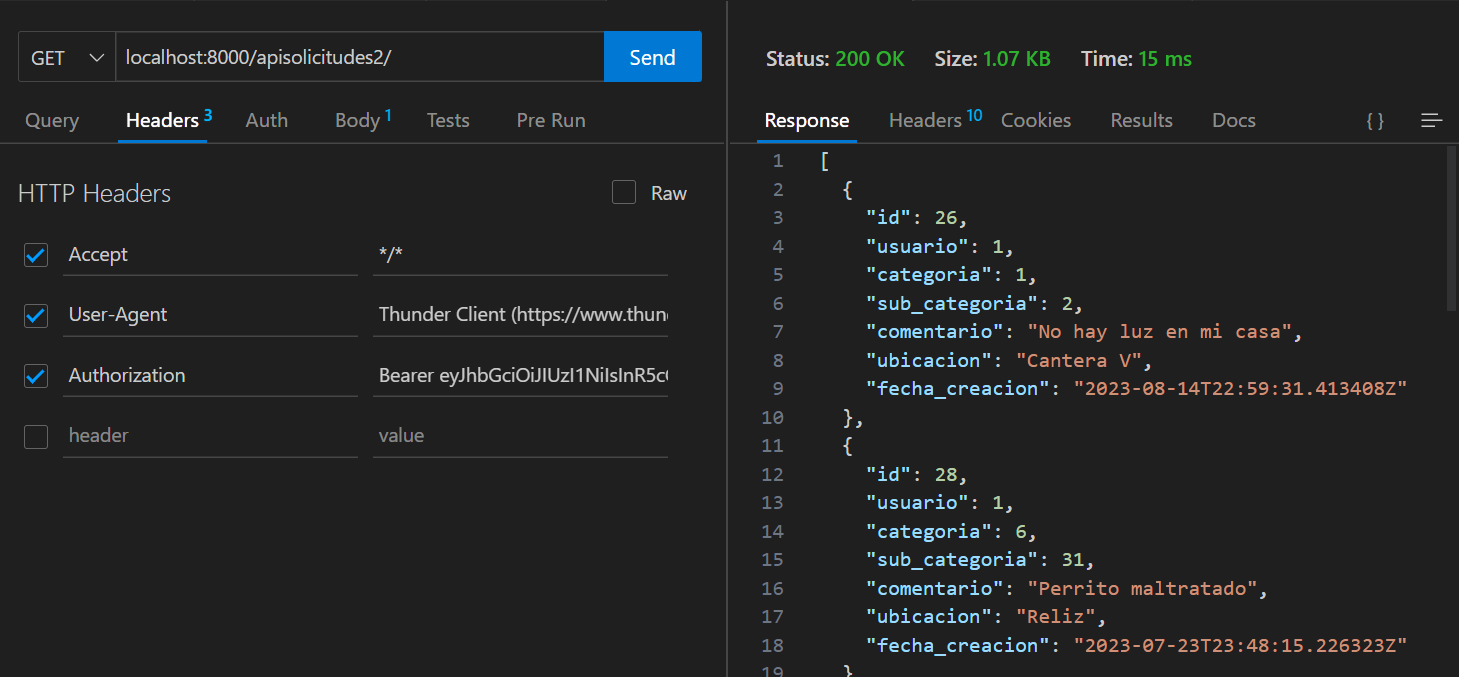 GET localhost:8000/apisolicitudes2/ Send
Query Headers 3 Auth Body 1 Tests Pre Run
HTTP Headers Raw
Accept */*
User-Agent Thunder Client (https://www.thun
Authorization Bearer eyJhbGciOiJIUzI1NiIsInR5c
header value
Status: 200 OK Size: 1.07 KB Time: 15 ms
Response Headers 10 Cookies Results Docs { }
1 [
2 {
3 "id": 26,
4 "usuario": 1,
5 "categoria": 1,
6 "sub_categoria": 2,
7 "comentario": "No hay luz en mi casa",
8 "ubicacion": "Cantera V",
9 "fecha_creacion": "2023-08-14T22:59:31.413408Z"
10 },
11 {
12 "id": 28,
13 "usuario": 1,
14 "categoria": 6,
15 "sub_categoria": 31,
16 "comentario": "Perrito maltratado",
17 "ubicacion": "Reliz",
18 "fecha_creacion": "2023-07-23T23:48:15.226323Z"
19 }